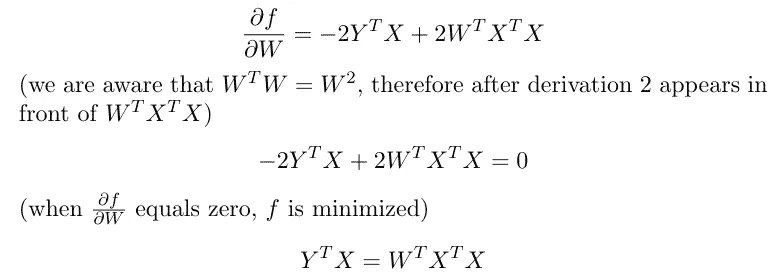 ∂f/∂W = −2Y^T X + 2W^T X^T X
(we are aware that W^T W = W^2, therefore after derivation 2 appears in
front of W^T X^T X)
−2Y^T X + 2W^T X^T X = 0
(when ∂f/∂W equals zero, f is minimized)
Y^T X = W^T X^T X